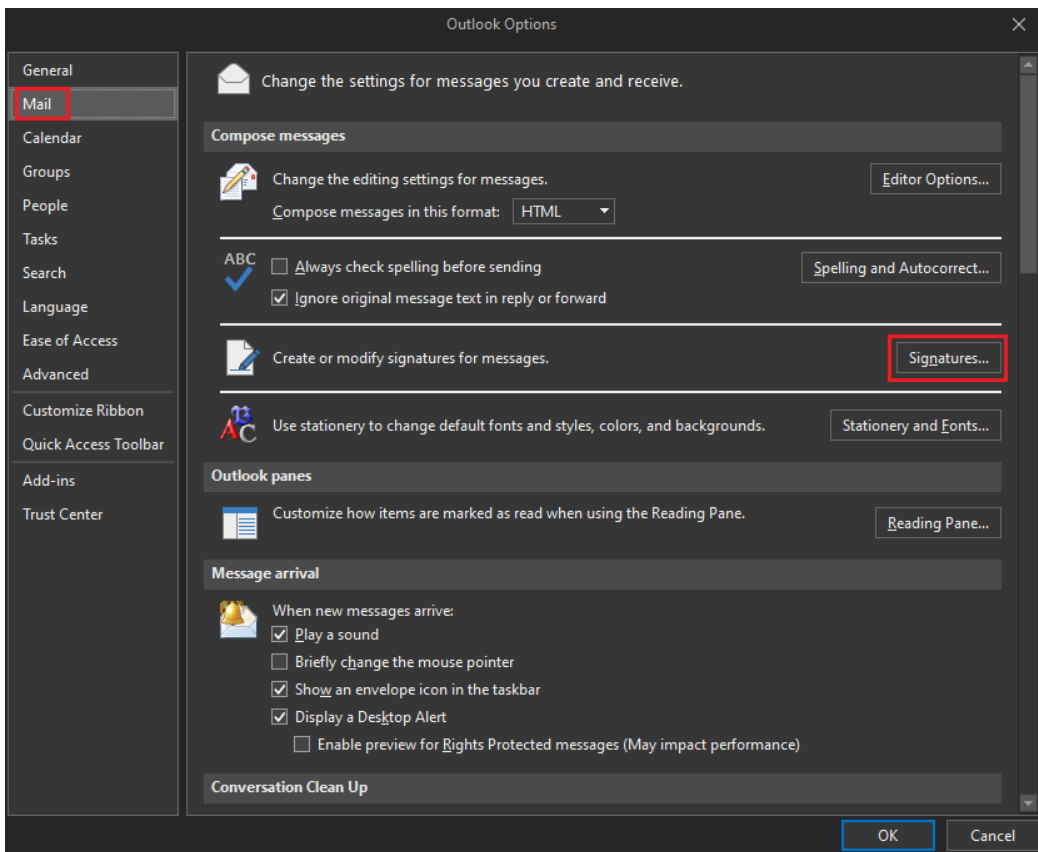 Outlook Options
General
Mail
Calendar
Groups
People
Tasks
Search
Language
Ease of Access
Advanced
Customize Ribbon
Quick Access Toolbar
Add-ins
Trust Center
Change the settings for messages you create and receive.
Compose messages
Change the editing settings for messages.
Editor Options...
Compose messages in this format: HTML
ABC
Always check spelling before sending
Spelling and Autocorrect...
Ignore original message text in reply or forward
Create or modify signatures for messages.
Signatures...
Use stationery to change default fonts and styles, colors, and backgrounds.
Stationery and Fonts...
Outlook panes
Customize how items are marked as read when using the Reading Pane.
Reading Pane...
Message arrival
When new messages arrive:
Play a sound
Briefly change the mouse pointer
Show an envelope icon in the taskbar
Display a Desktop Alert
Enable preview for Rights Protected messages (May impact performance)
Conversation Clean Up
OK
Cancel